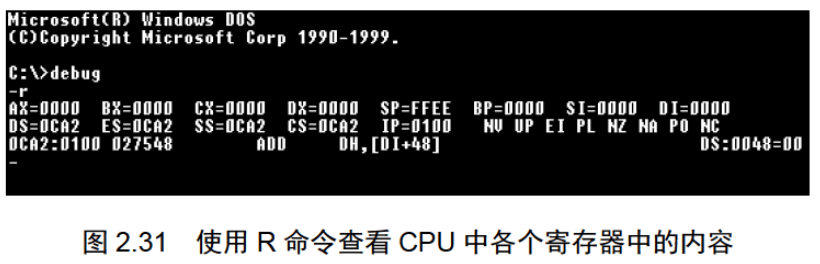 Microsoft(R) Windows DOS
(C)Copyright Microsoft Corp 1990-1999.
C:\>debug
-r
AX=0000 BX=0000 CX=0000 DX=0000 SP=FFEE BP=0000 SI=0000 DI=0000
DS=0CA2 ES=0CA2 SS=0CA2 CS=0CA2 IP=0100 NV UP EI PL NZ NA PO NC
0CA2:0100 027548 ADD DH,[DI+48] DS:0048=00
-
图 2.31 使用 R 命令查看 CPU 中各个寄存器中的内容